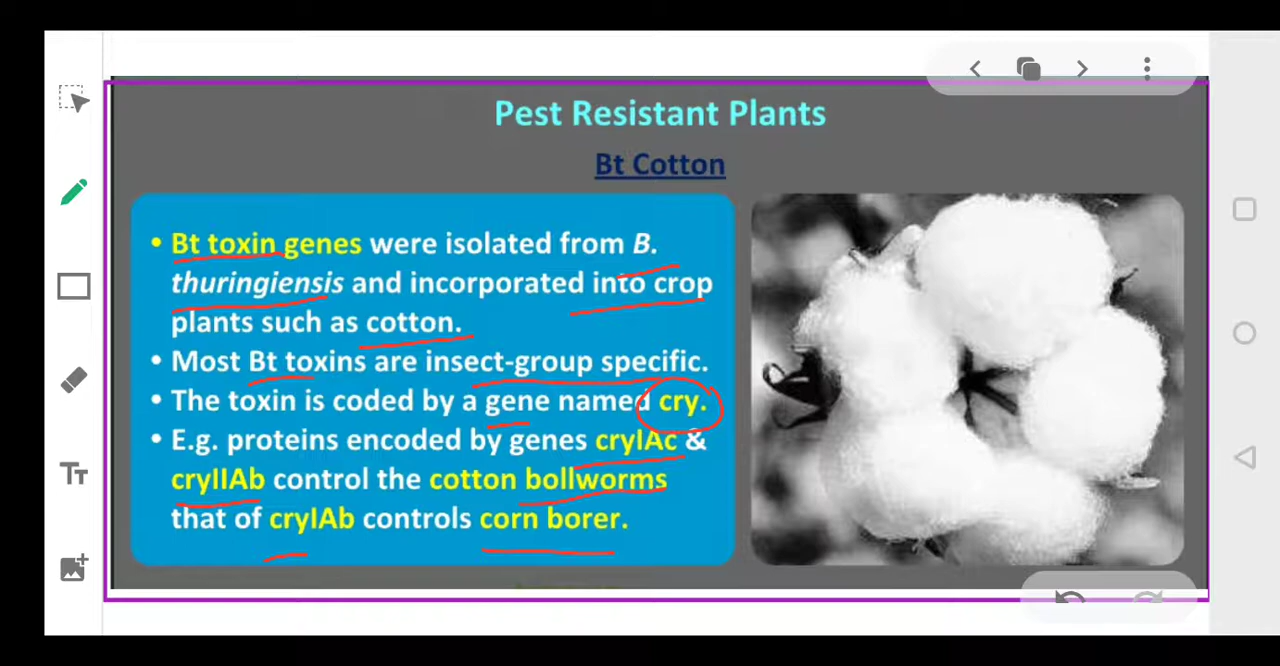 Pest Resistant Plants
Bt Cotton
• Bt toxin genes were isolated from B.
thuringiensis and incorporated into crop
plants such as cotton.
• Most Bt toxins are insect-group specific.
• The toxin is coded by a gene named cry.
• E.g. proteins encoded by genes cryIAc &
cryIIAb control the cotton bollworms
that of cryIAb controls corn borer.
TT